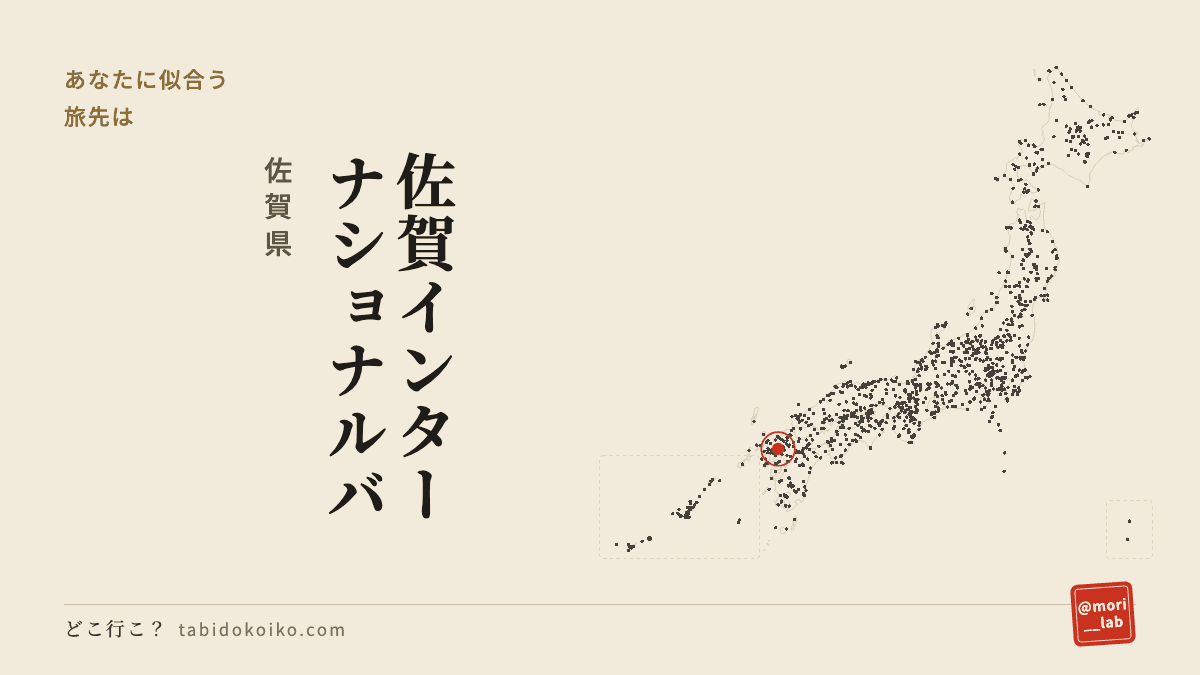 あなたに似合う
旅先は
佐賀インター
ナショナルバ
佐賀県
どこ行こ？ tabidokoiko.com
@mori
__lab